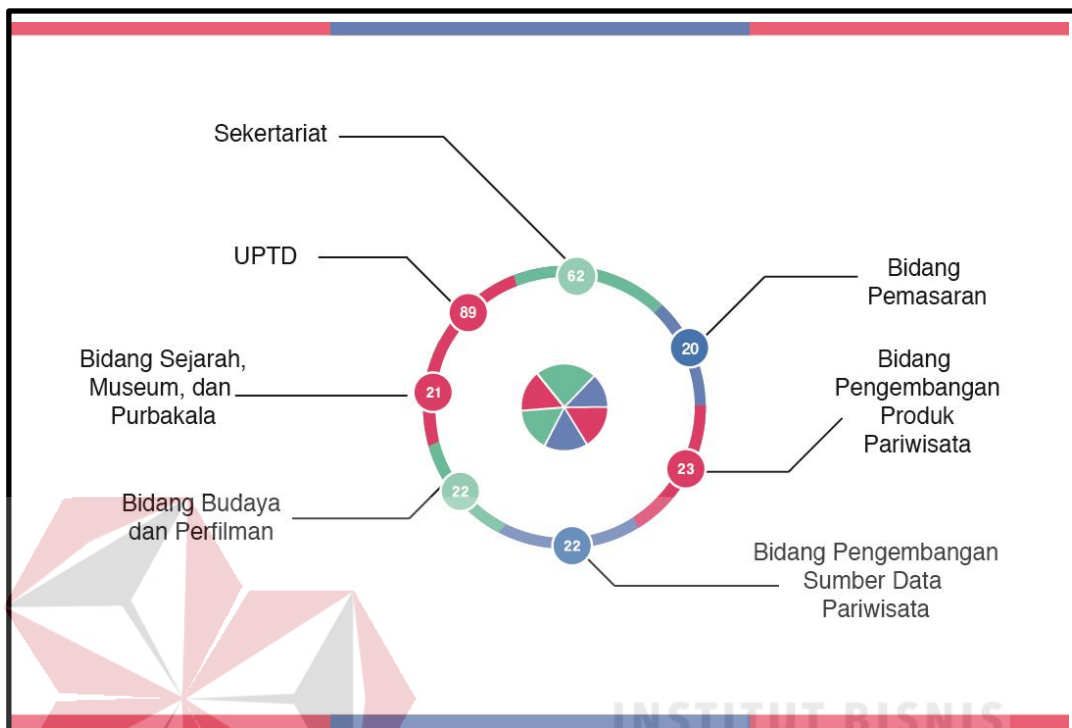 Sekertariat
62
UPTD
89
Bidang
Pemasaran
20
Bidang Sejarah,
Museum, dan
Purbakala
21
Bidang
Pengembangan
Produk
Pariwisata
23
Bidang Budaya
dan Perfilman
22
22
Bidang Pengembangan
Sumber Data
Pariwisata
INSTITUT BISNIS